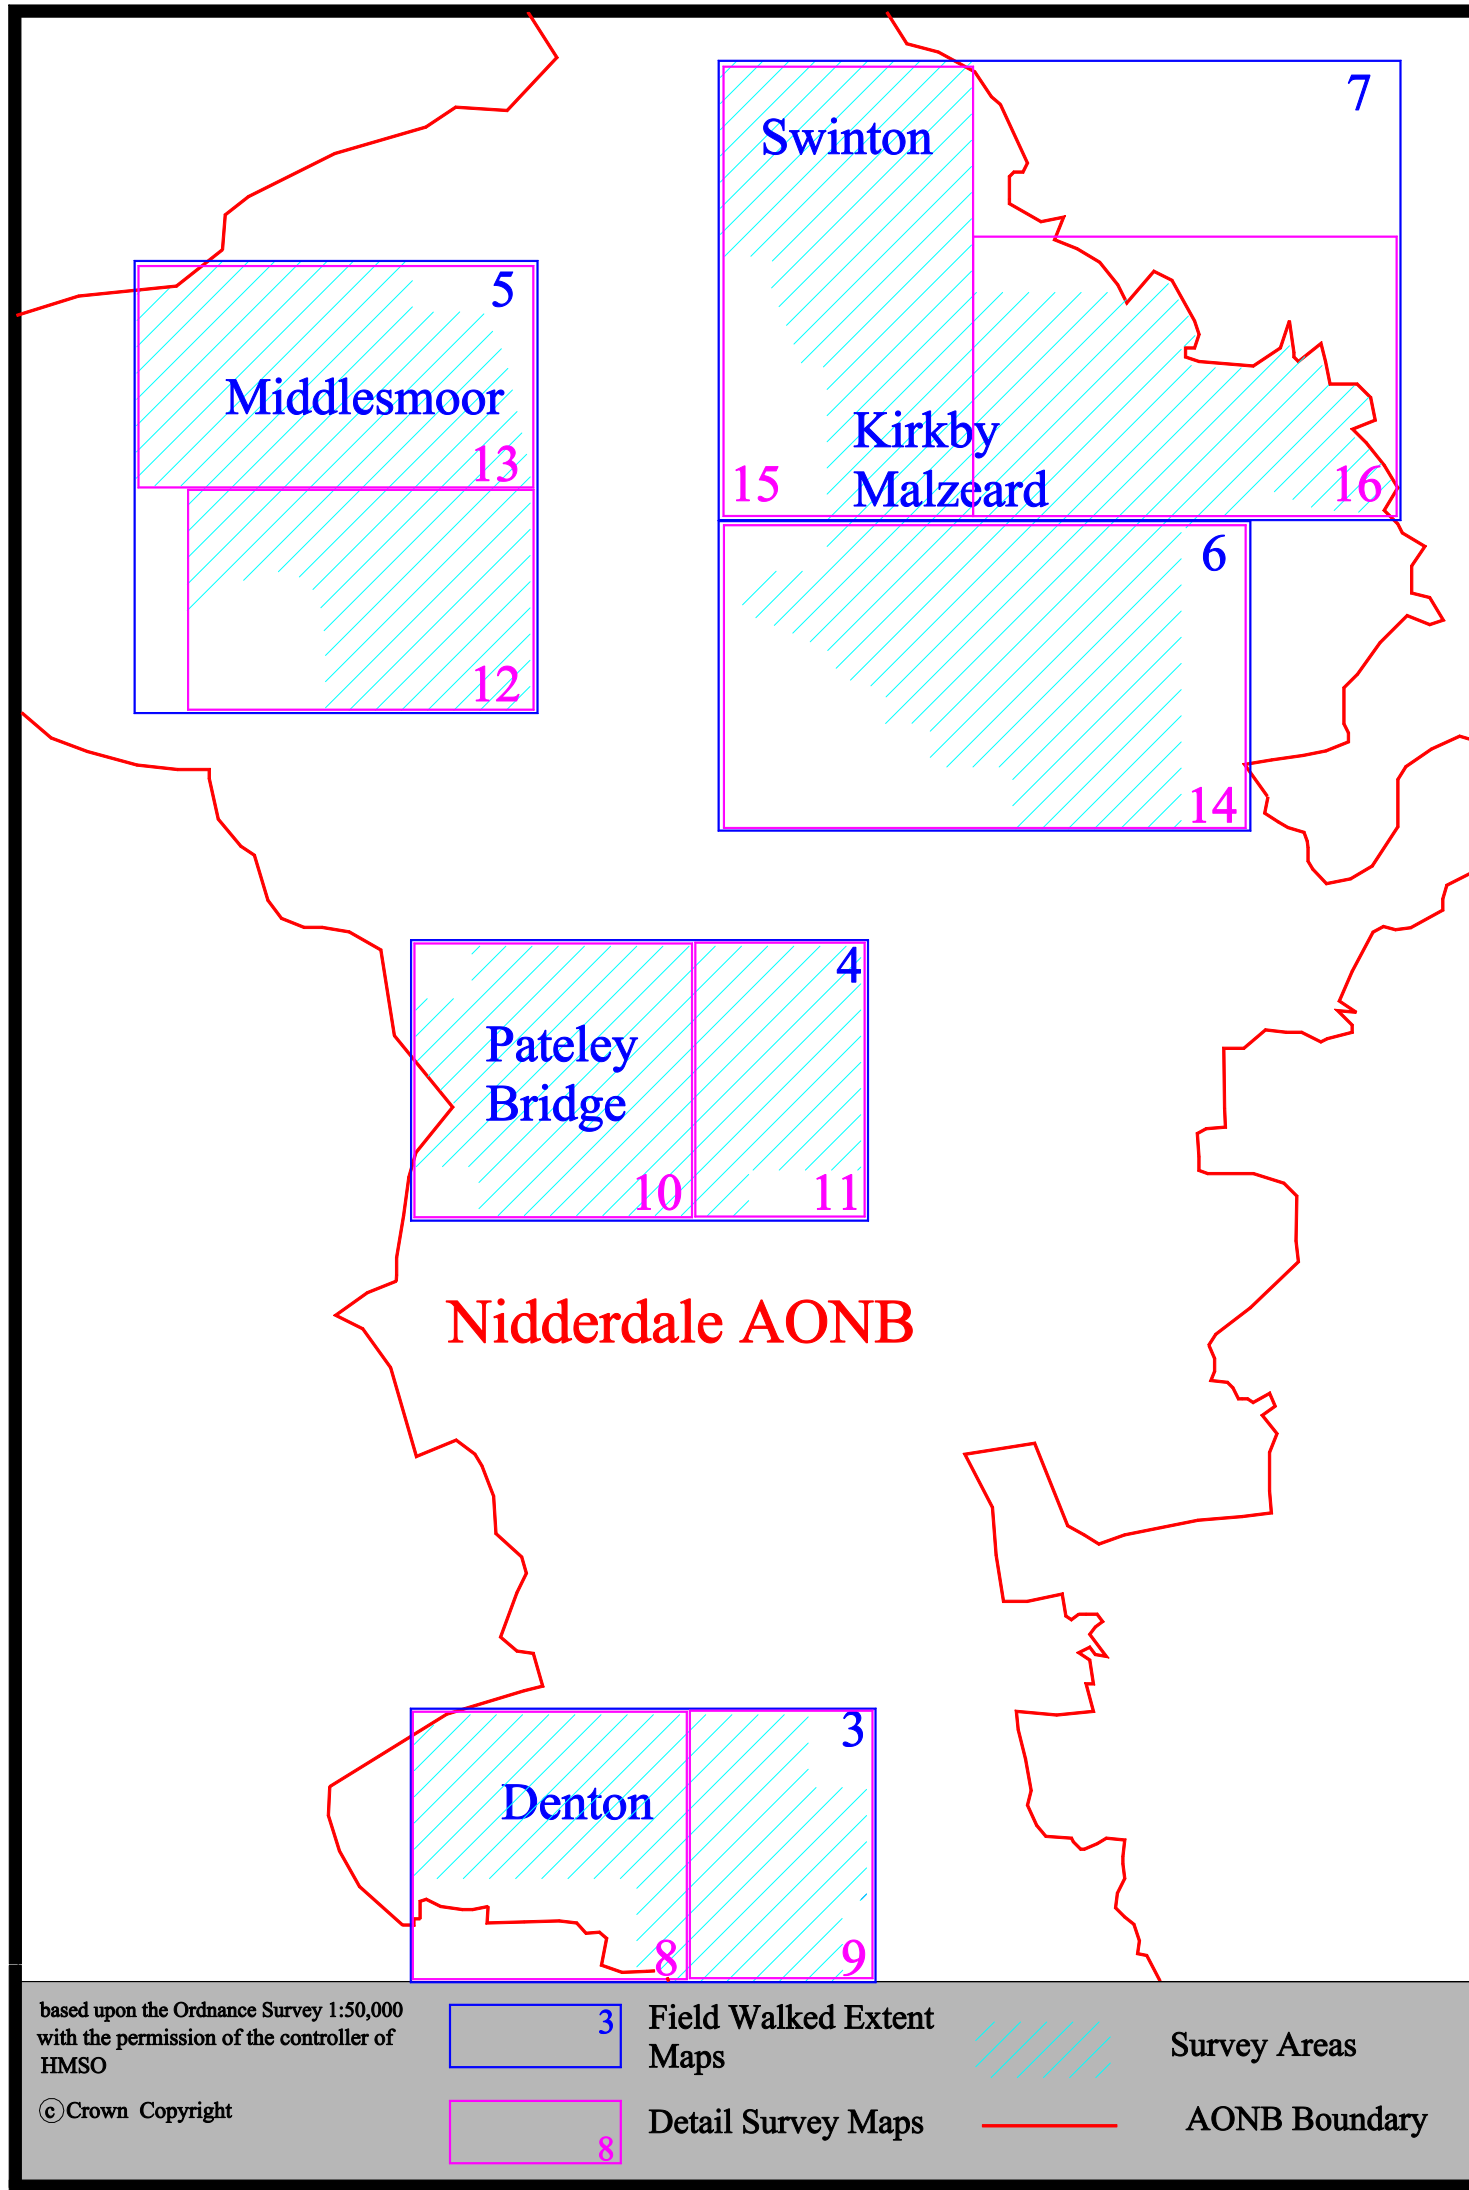 7
Swinton
5
Middlesmoor
13
Kirkby
Malzeard
15
16
6
12
14
4
Pateley
Bridge
10
11
Nidderdale AONB
3
Denton
8
9
based upon the Ordnance Survey 1:50,000
with the permission of the controller of
HMSO
©Crown Copyright
3
Field Walked Extent
Maps
8
Detail Survey Maps
Survey Areas
AONB Boundary